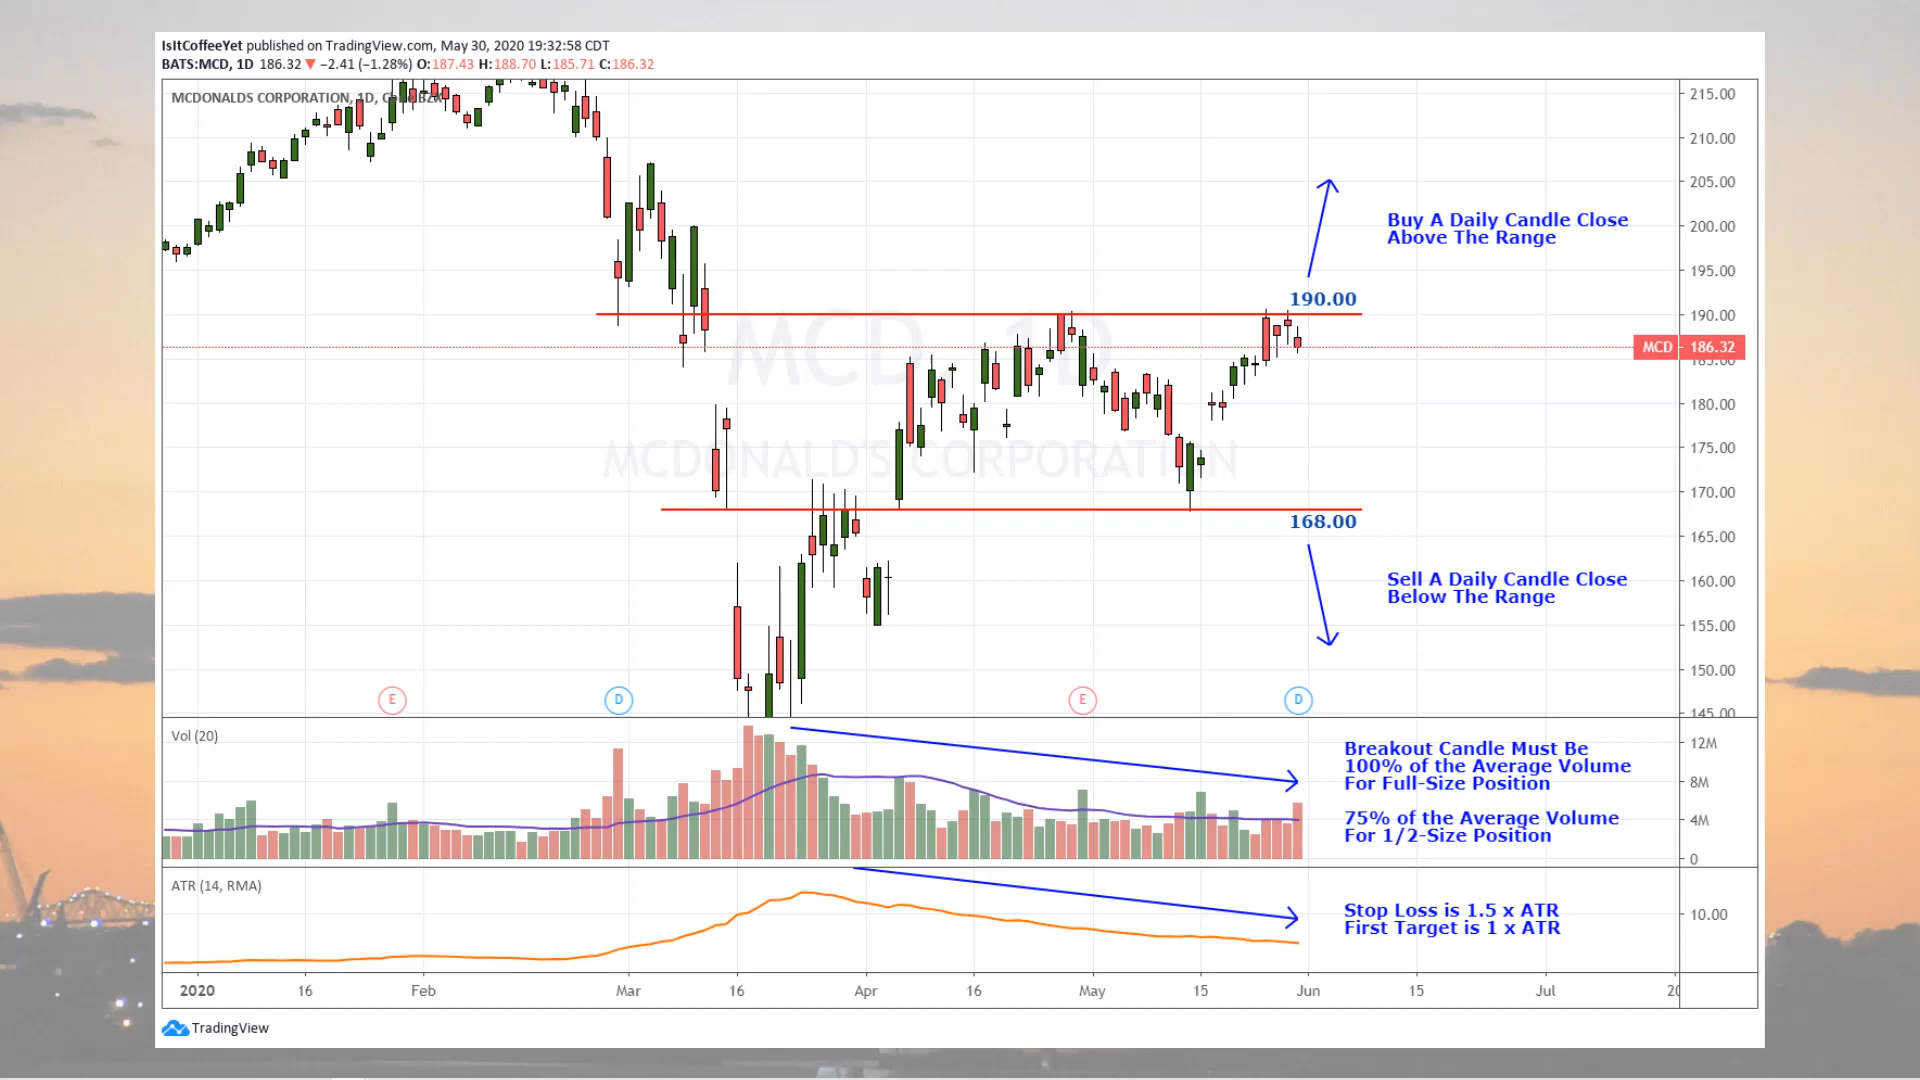 IsItCoffeeYet published on TradingView.com, May 30, 2020 19:32:58 CDT
BATS:MCD, 1D 186.32 ▼ −2.41 (−1.28%) O:187.43 H:188.70 L:185.71 C:186.32
MCDONALDS CORPORATION, 1D,
215.00
210.00
205.00
Buy A Daily Candle Close
Above The Range
200.00
195.00
190.00
190.00
MCD, 1D
MCD 186.32
185.00
180.00
MCDONALD'S CORPORATION
175.00
170.00
168.00
165.00
Sell A Daily Candle Close
Below The Range
160.00
155.00
150.00
E D E D
145.00
Vol (20)
12M
Breakout Candle Must Be
100% of the Average Volume
For Full-Size Position
8M
75% of the Average Volume
For 1/2-Size Position
4M
0
ATR (14, RMA)
Stop Loss is 1.5 x ATR
First Target is 1 x ATR
10.00
2020 16 Feb Mar 16 Apr 16 May 15 Jun 15 Jul
TradingView